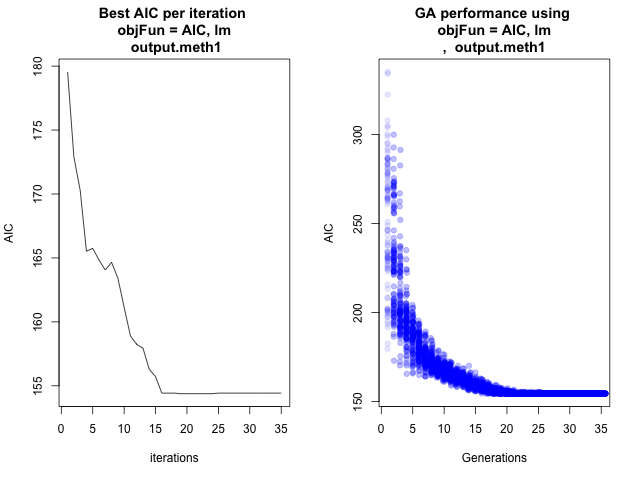 Best AIC per iteration
objFun = AIC, lm
output.meth1
AIC
180
175
170
165
160
155
0 5 10 15 20 25 30 35
iterations
GA performance using
objFun = AIC, lm
, output.meth1
AIC
300
250
200
150
0 5 10 15 20 25 30 35
Generations